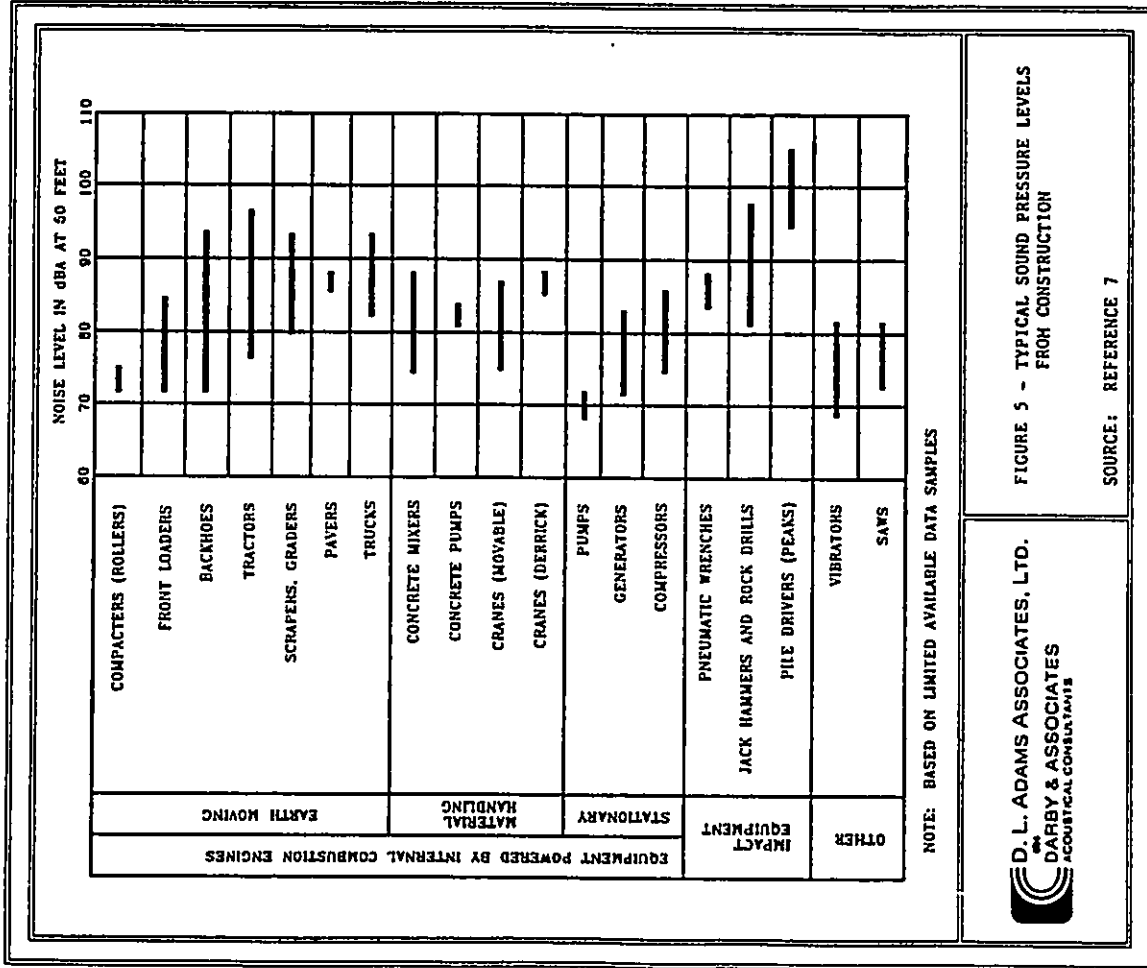 NOISE LEVEL IN dBA AT 50 FEET
60 70 80 90 100 110
EQUIPMENT POWERED BY INTERNAL COMBUSTION ENGINES
EARTH MOVING
COMPACTERS (ROLLERS)
FRONT LOADERS
BACKHOES
TRACTORS
SCRAPERS, GRADERS
PAVERS
TRUCKS
MATERIAL
HANDLING
CONCRETE MIXERS
CONCRETE PUMPS
CRANES (MOVABLE)
CRANES (DERRICK)
STATIONARY
PUMPS
GENERATORS
COMPRESSORS
IMPACT
EQUIPMENT
PNEUMATIC WRENCHES
JACK HAMMERS AND ROCK DRILLS
PILE DRIVERS (PEAKS)
OTHER
VIBRATORS
SAWS
NOTE: BASED ON LIMITED AVAILABLE DATA SAMPLES
D. L. ADAMS ASSOCIATES, LTD.
DARBY & ASSOCIATES
ACOUSTICAL CONSULTANTS
FIGURE 5 - TYPICAL SOUND PRESSURE LEVELS
FROM CONSTRUCTION
SOURCE: REFERENCE 7